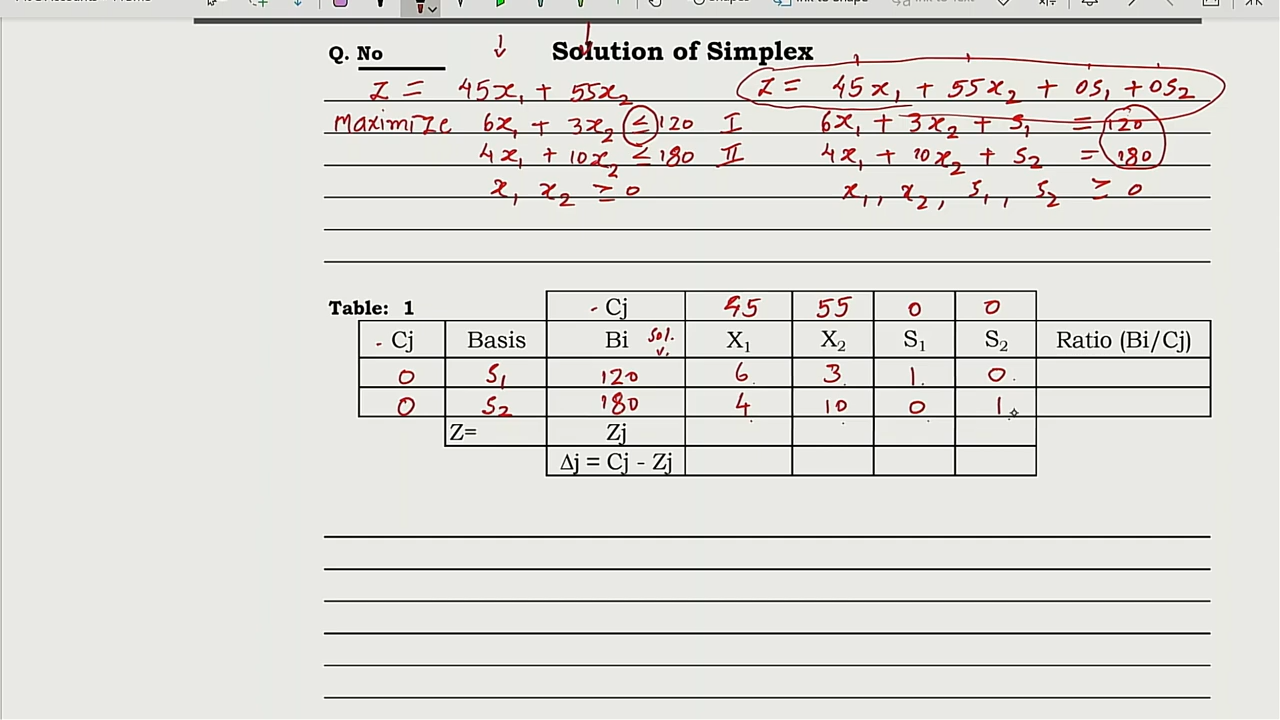 Q. No
Solution of Simplex
Z = 45x₁ + 55x₂
Z = 45x₁ + 55x₂ + 0S₁ + 0S₂
Maximize 6x₁ + 3x₂ ≤ 120 I
6x₁ + 3x₂ + S₁ = 120
4x₁ + 10x₂ ≤ 180 II
4x₁ + 10x₂ + S₂ = 180
x₁ x₂ ≥ 0
x₁, x₂, S₁, S₂ ≥ 0
Table: 1 Cj 45 55 0 0
Cj Basis Bi Sol. v. X₁ X₂ S₁ S₂ Ratio (Bi/Cj)
0 S₁ 120 6 3 1 0
0 S₂ 180 4 10 0 1
Z= Zj
Δj = Cj - Zj